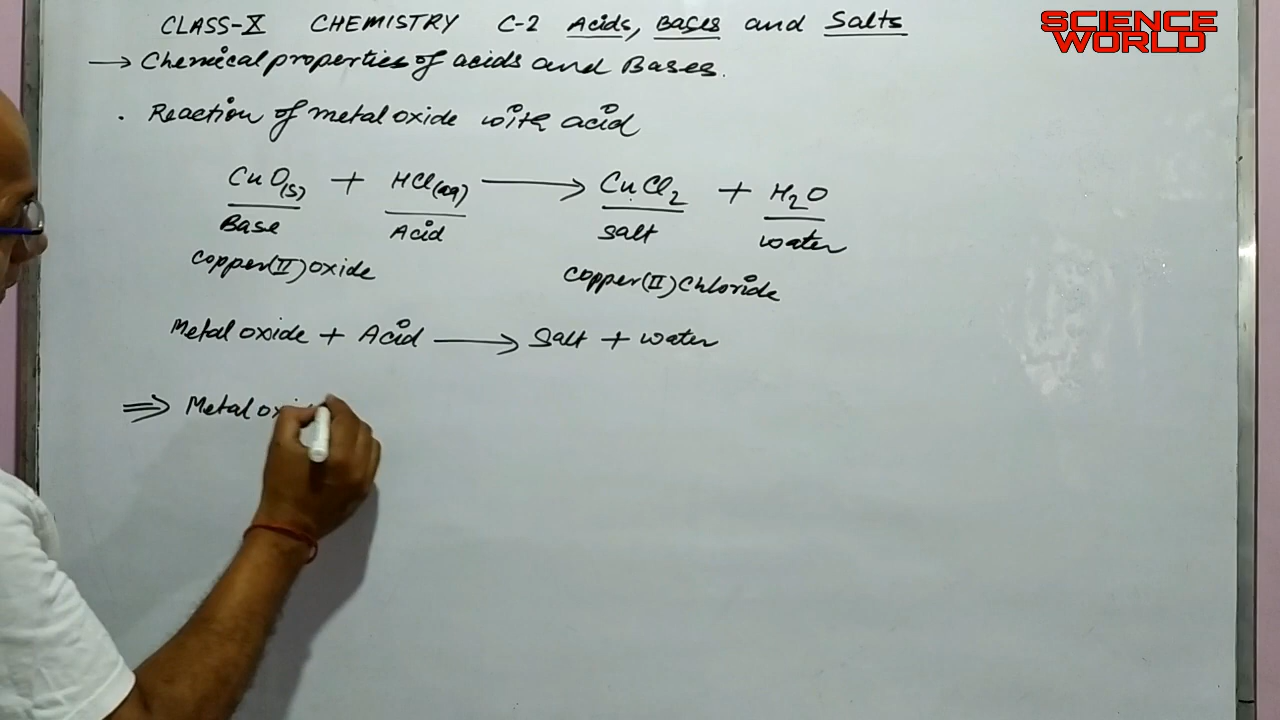 CLASS-X CHEMISTRY C-2 Acids, Bases and Salts
SCIENCE
WORLD
→ Chemical properties of acids and Bases.
. Reaction of metal oxide with acid
CuO(s) + HCl(aq) → CuCl2 + H2O
Base Acid Salt water
Copper(II) oxide Copper(II) Chloride
Metal oxide + Acid → Salt + water
⇒ Metal oxi